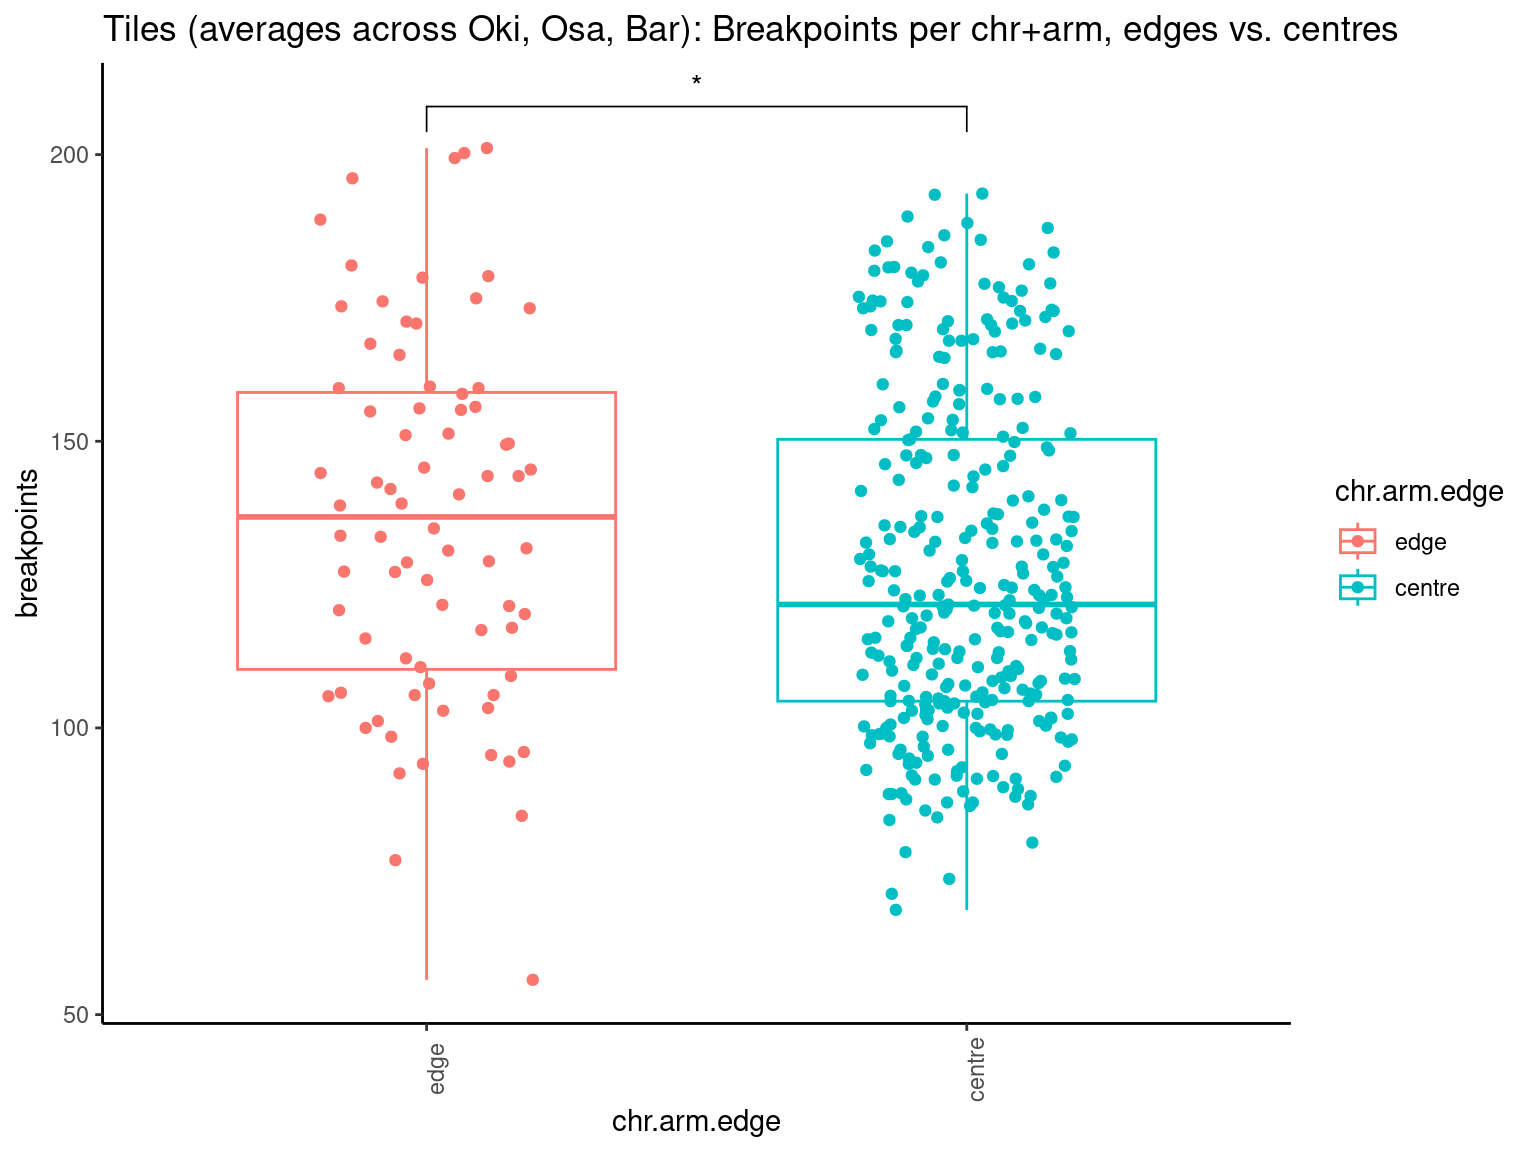 Tiles (averages across Oki, Osa, Bar): Breakpoints per chr+arm, edges vs. centres
*
200
150
100
50
breakpoints
edge
centre
chr.arm.edge
chr.arm.edge
edge
centre